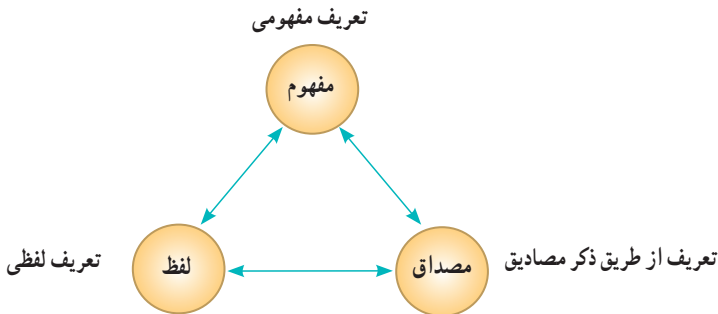 تعریف مفهومی
مفهوم
تعریف از طریق ذکر مصادیق
مصداق
لفظ
تعریف لفظی